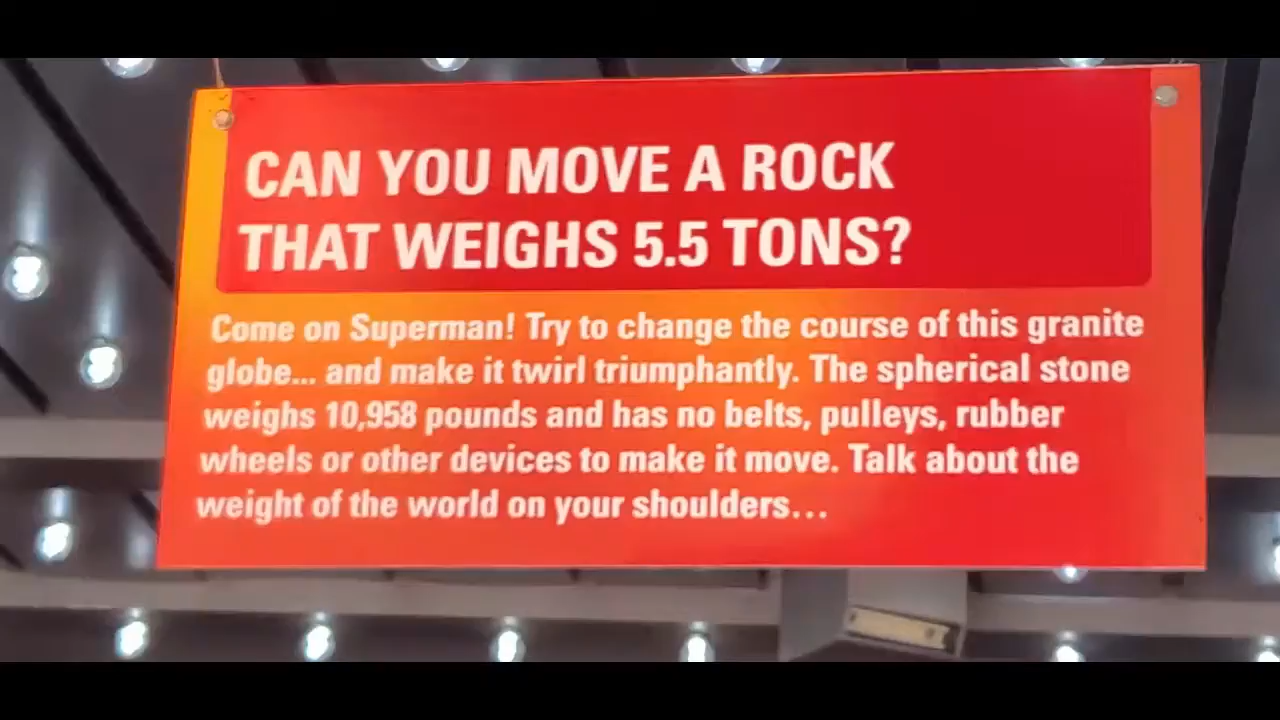 CAN YOU MOVE A ROCK
THAT WEIGHS 5.5 TONS?
Come on Superman! Try to change the course of this granite
globe... and make it twirl triumphantly. The spherical stone
weighs 10,958 pounds and has no belts, pulleys, rubber
wheels or other devices to make it move. Talk about the
weight of the world on your shoulders...